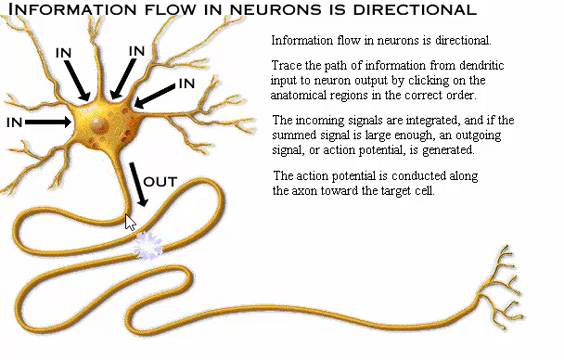 INFORMATION FLOW IN NEURONS IS DIRECTIONAL
Information flow in neurons is directional.
Trace the path of information from dendritic
input to neuron output by clicking on the
anatomical regions in the correct order.
The incoming signals are integrated, and if the
summed signal is large enough, an outgoing
signal, or action potential, is generated.
The action potential is conducted along
the axon toward the target cell.
IN
IN
IN
IN
OUT